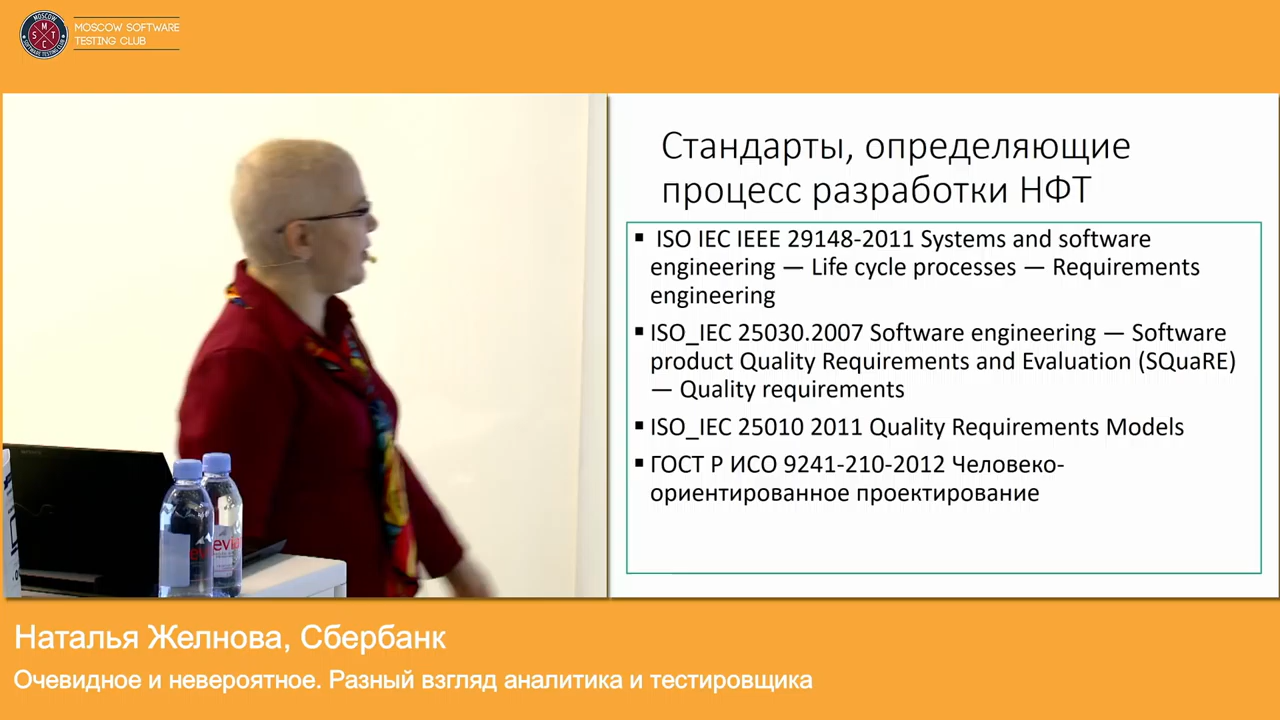 MOSCOW SOFTWARE
TESTING CLUB
Стандарты, определяющие
процесс разработки НФТ
▪ ISO IEC IEEE 29148-2011 Systems and software
engineering — Life cycle processes — Requirements
engineering
▪ ISO_IEC 25030.2007 Software engineering — Software
product Quality Requirements and Evaluation (SQuaRE)
— Quality requirements
▪ ISO_IEC 25010 2011 Quality Requirements Models
▪ ГОСТ Р ИСО 9241-210-2012 Человеко-
ориентированное проектирование
evian
Наталья Желнова, Сбербанк
Очевидное и невероятное. Разный взгляд аналитика и тестировщика